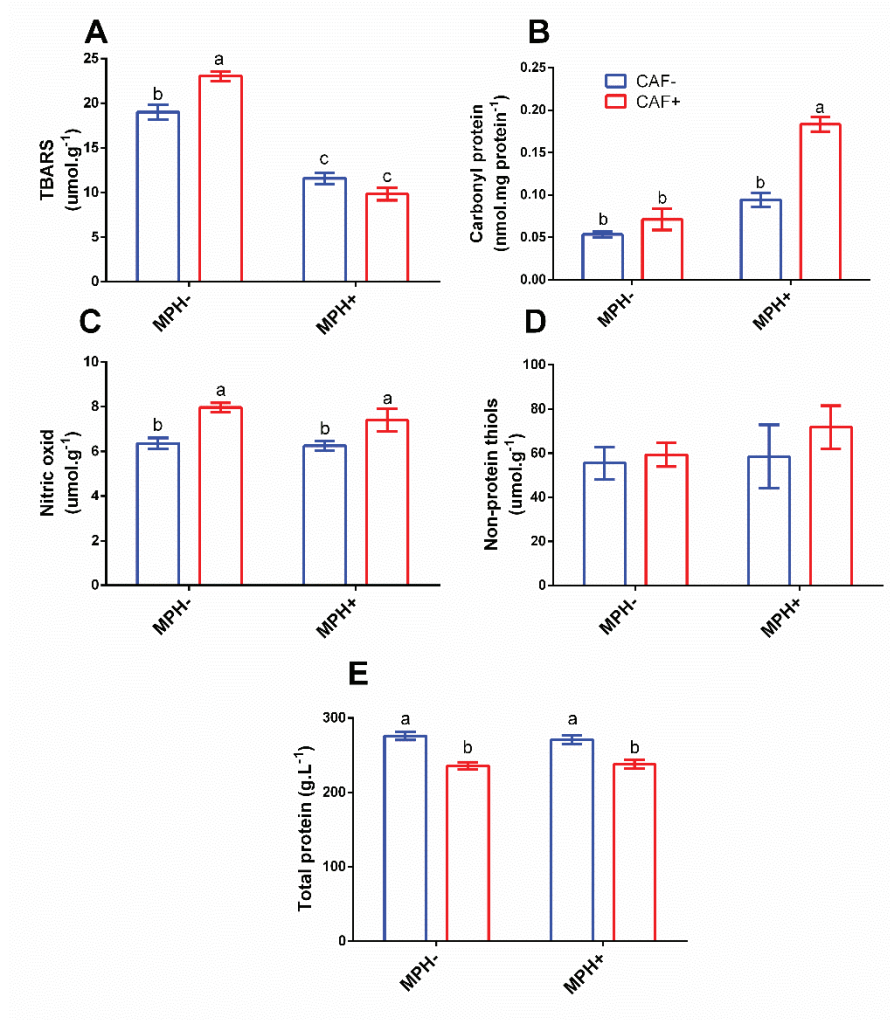 A
TBARS
(umol.g⁻¹)
25
20
15
10
5
0
b
a
c
c
MPH-
MPH+
B
Carbonyl protein
(nmol.mg protein⁻¹)
0.25
0.20
0.15
0.10
0.05
0.00
CAF-
CAF+
b
b
b
a
MPH-
MPH+
C
Nitric oxid
(umol.g⁻¹)
10
8
6
4
2
0
b
a
b
a
MPH-
MPH+
D
Non-protein thiols
(umol.g⁻¹)
100
80
60
40
20
0
MPH-
MPH+
E
Total protein (g.L⁻¹)
300
200
100
0
a
b
a
b
MPH-
MPH+